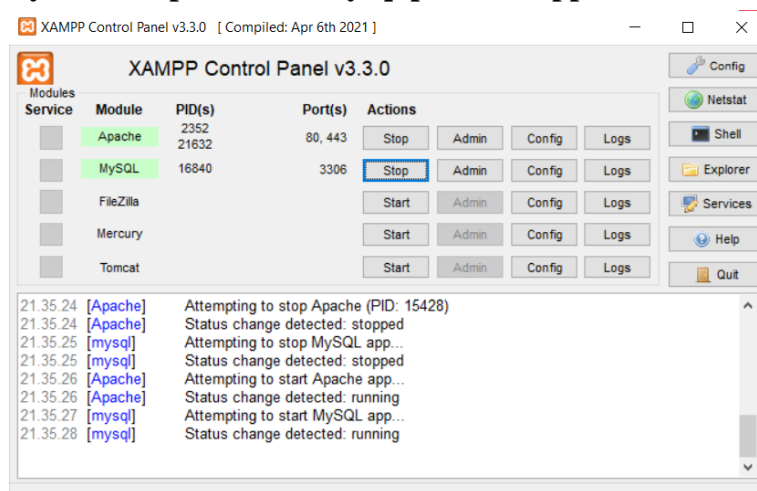 XAMPP Control Panel v3.3.0 [ Compiled: Apr 6th 2021 ]
XAMPP Control Panel v3.3.0
Config
Modules
Service Module PID(s) Port(s) Actions
Netstat
Apache 2352 21632 80, 443 Stop Admin Config Logs
Shell
MySQL 16840 3306 Stop Admin Config Logs
Explorer
FileZilla Start Admin Config Logs
Services
Mercury Start Admin Config Logs
Help
Tomcat Start Admin Config Logs
Quit
21.35.24 [Apache] Attempting to stop Apache (PID: 15428)
21.35.24 [Apache] Status change detected: stopped
21.35.25 [mysql] Attempting to stop MySQL app...
21.35.25 [mysql] Status change detected: stopped
21.35.26 [Apache] Attempting to start Apache app...
21.35.26 [Apache] Status change detected: running
21.35.27 [mysql] Attempting to start MySQL app...
21.35.28 [mysql] Status change detected: running